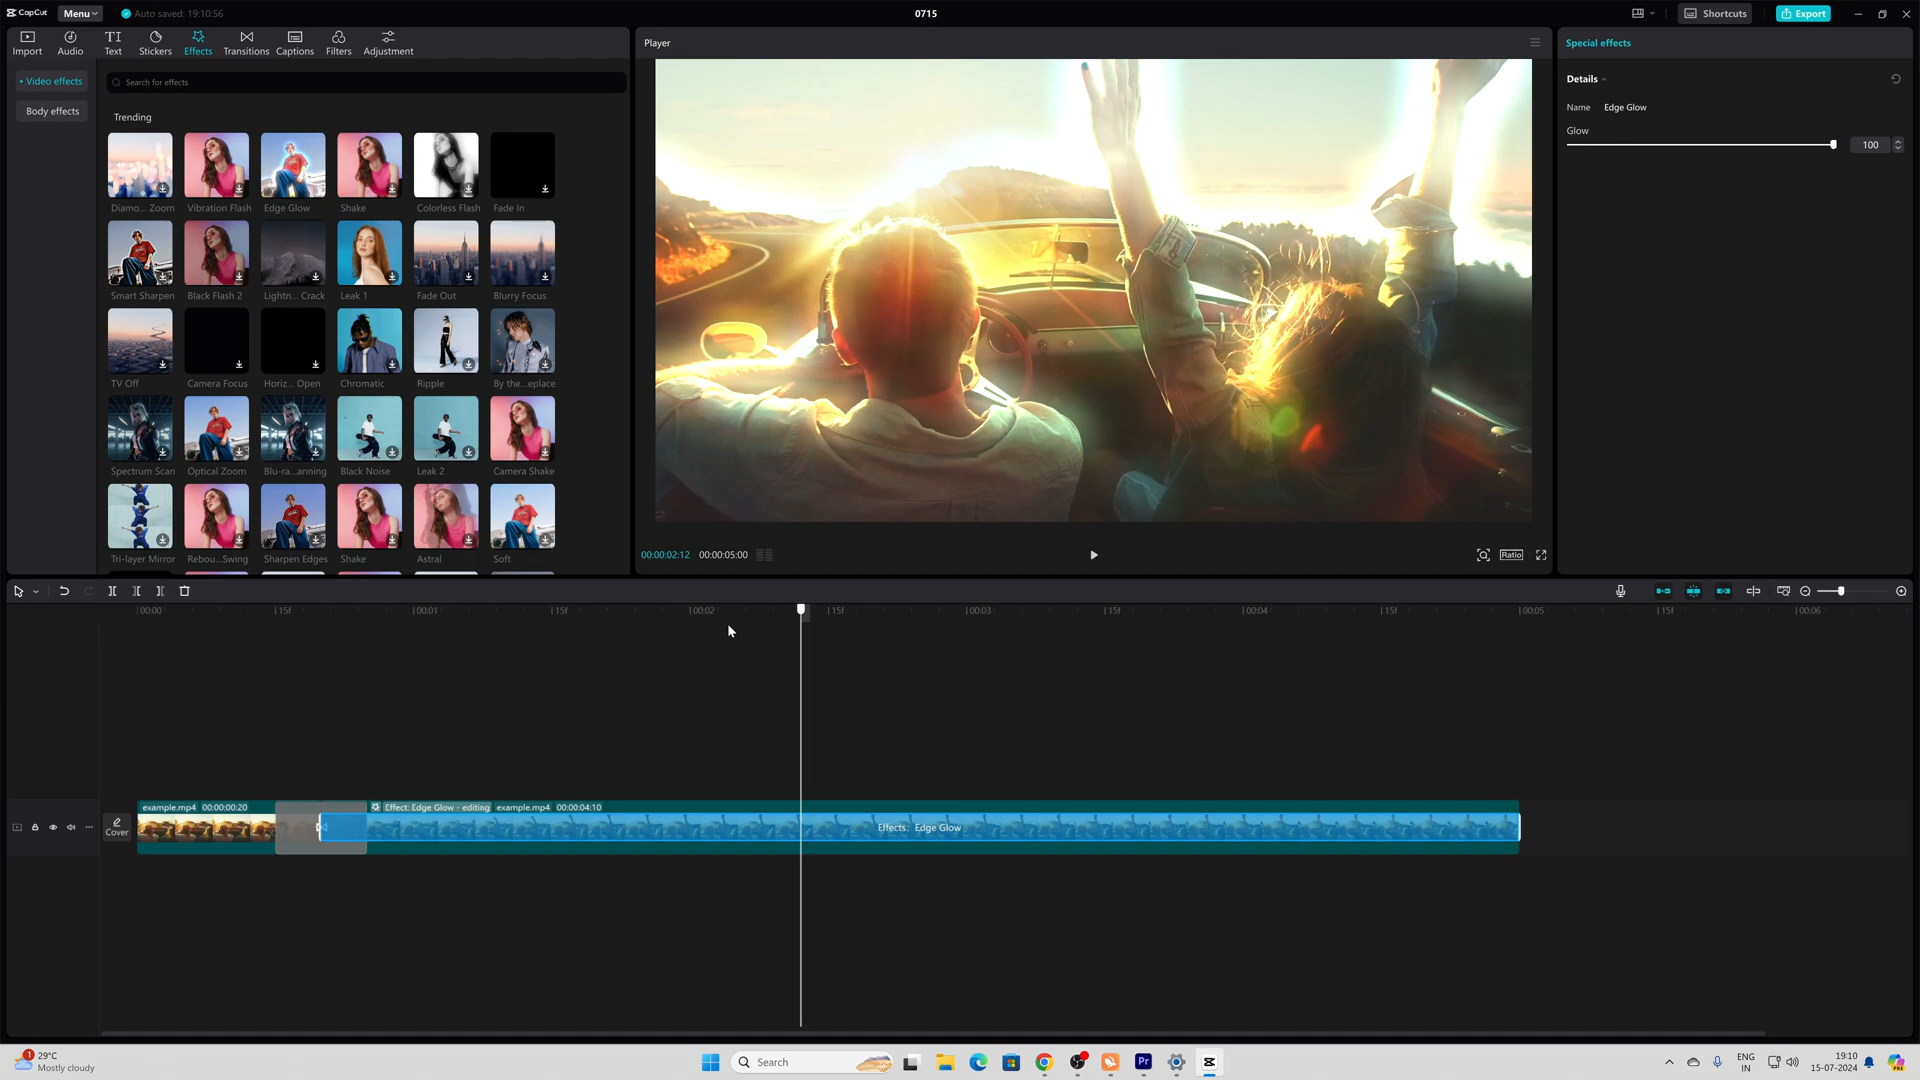 CapCut
Menu
Auto saved: 19:10:56
0715
Shortcuts
Export
Import
Audio
TI
Text
Stickers
Effects
Transitions
Captions
Filters
Adjustment
Video effects
Body effects
Search for effects
Trending
Diamo... Zoom
Vibration Flash
Edge Glow
Shake
Colorless Flash
Fade In
Smart Sharpen
Black Flash 2
Lightn... Crack
Leak 1
Fade Out
Blurry Focus
TV Off
Camera Focus
Horiz... Open
Chromatic
Ripple
By the...eplace
Spectrum Scan
Optical Zoom
Blu-ra...anning
Black Noise
Leak 2
Camera Shake
Tri-layer Mirror
Rebou...Swing
Sharpen Edges
Shake
Astral
Soft
Player
00:00:02:12
00:00:05:00
Ratio
Special effects
Details
Name Edge Glow
Glow
100
00:00
15f
00:01
15f
00:02
15f
00:03
15f
00:04
15f
00:05
15f
00:06
Cover
example.mp4 00:00:00:20
Effect: Edge Glow - editing example.mp4 00:00:04:10
Effects: Edge Glow
1
29°C
Mostly cloudy
Search
Pr
ENG
IN
19:10
15-07-2024
PRE